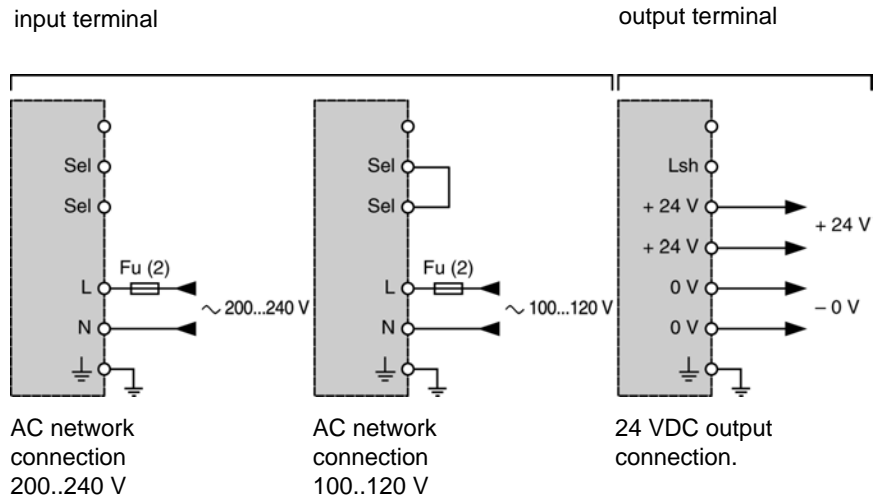 input terminal
output terminal
Sel
Sel
Fu (2)
L
N
∼ 200...240 V
Sel
Sel
Fu (2)
L
N
∼ 100...120 V
Lsh
+ 24 V
+ 24 V
+ 24 V
0 V
0 V
– 0 V
AC network
connection
200..240 V
AC network
connection
100..120 V
24 VDC output
connection.